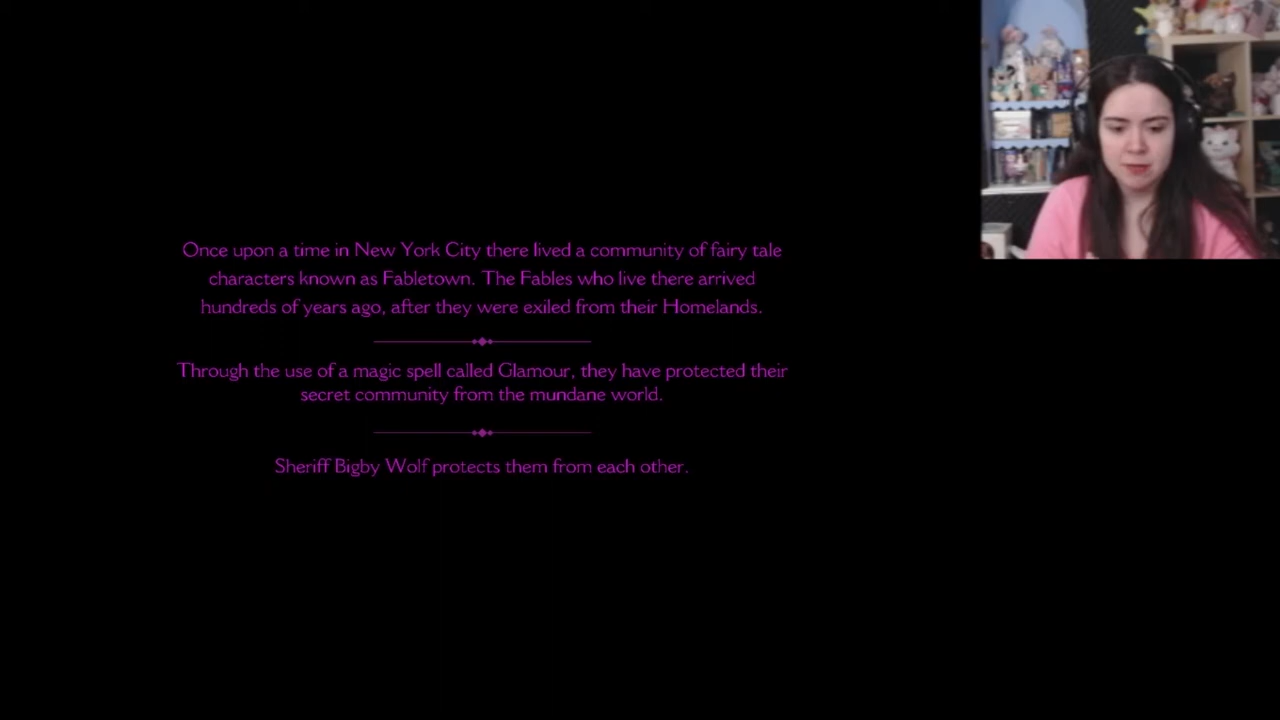 Once upon a time in New York City there lived a community of fairy tale
characters known as Fabletown. The Fables who live there arrived
hundreds of years ago, after they were exiled from their Homelands.
Through the use of a magic spell called Glamour, they have protected their
secret community from the mundane world.
Sheriff Bigby Wolf protects them from each other.